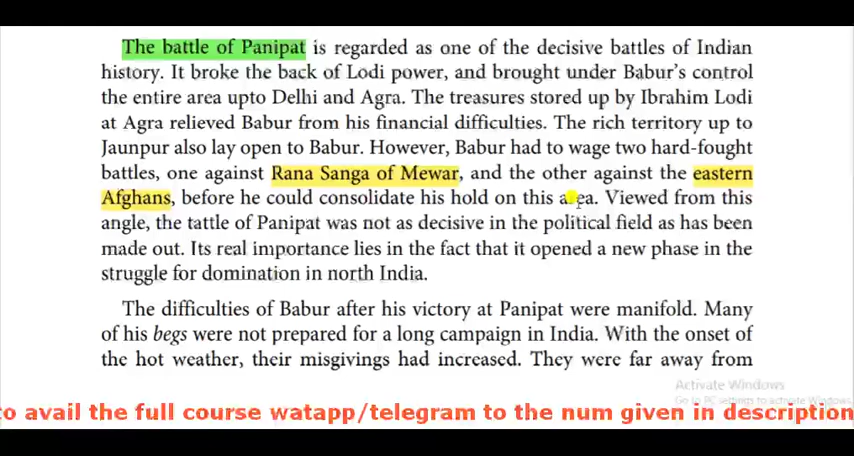 The battle of Panipat is regarded as one of the decisive battles of Indian
history. It broke the back of Lodi power, and brought under Babur's control
the entire area upto Delhi and Agra. The treasures stored up by Ibrahim Lodi
at Agra relieved Babur from his financial difficulties. The rich territory up to
Jaunpur also lay open to Babur. However, Babur had to wage two hard-fought
battles, one against Rana Sanga of Mewar, and the other against the eastern
Afghans, before he could consolidate his hold on this area. Viewed from this
angle, the tattle of Panipat was not as decisive in the political field as has been
made out. Its real importance lies in the fact that it opened a new phase in the
struggle for domination in north India.
The difficulties of Babur after his victory at Panipat were manifold. Many
of his begs were not prepared for a long campaign in India. With the onset of
the hot weather, their misgivings had increased. They were far away from
Activate Windows
Go to PC settings to activate Windows.
to avail the full course watapp/telegram to the num given in description